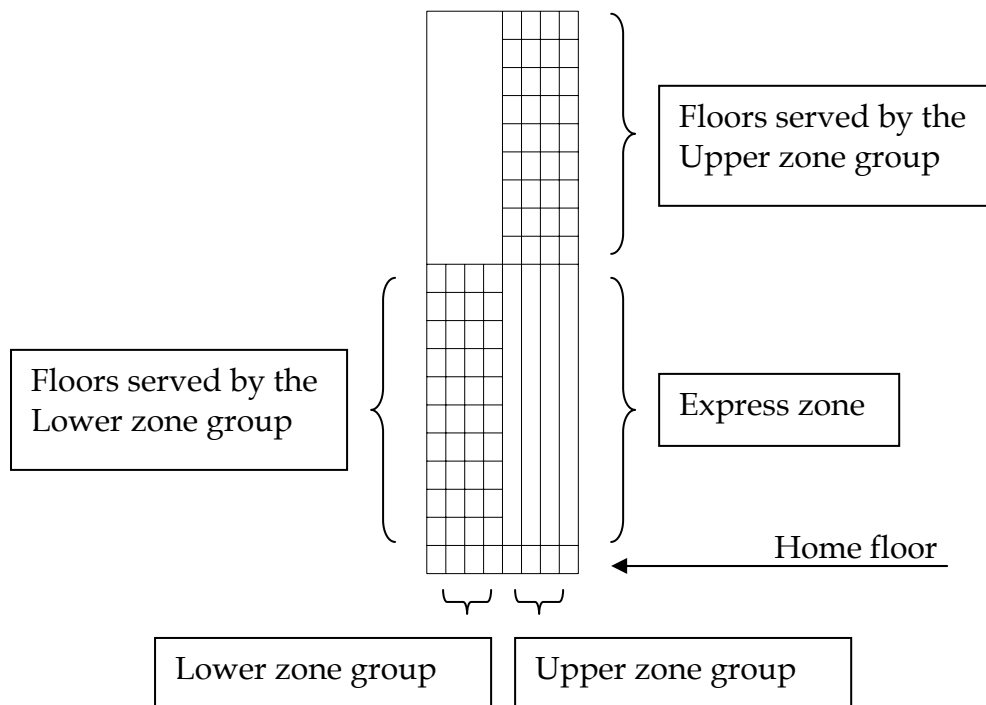 Floors served by the
Upper zone group
Floors served by the
Lower zone group
Express zone
Home floor
Lower zone group
Upper zone group